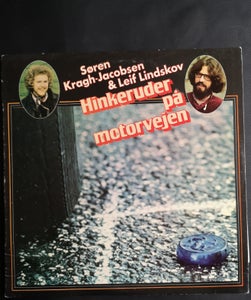 Søren
Kragh-Jacobsen
& Leif Lindskov
Hinkeruder
på
motorvejen